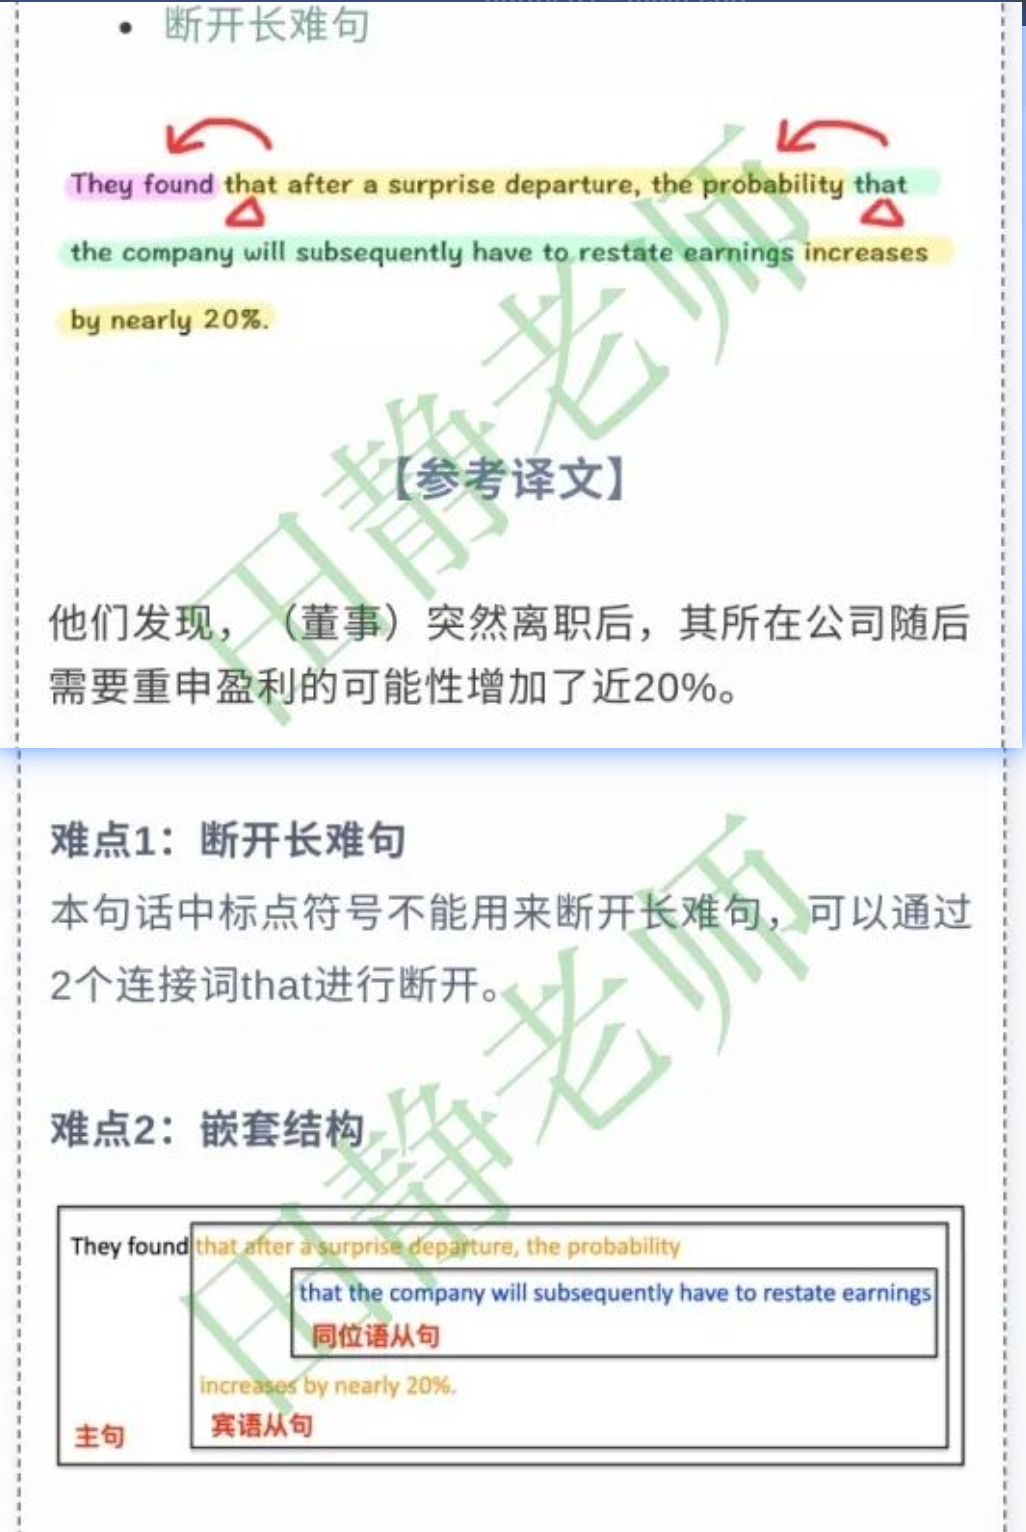 断开长难句
They found that after a surprise departure, the probability that
the company will subsequently have to restate earnings increases
by nearly 20%.
【参考译文】
他们发现，（董事）突然离职后，其所在公司随后
需要重申盈利的可能性增加了近20%。
田静老师
难点1：断开长难句
本句话中标点符号不能用来断开长难句，可以通过
2个连接词that进行断开。
难点2：嵌套结构
They found that after a surprise departure, the probability
that the company will subsequently have to restate earnings
同位语从句
increases by nearly 20%.
宾语从句
主句
田静老师